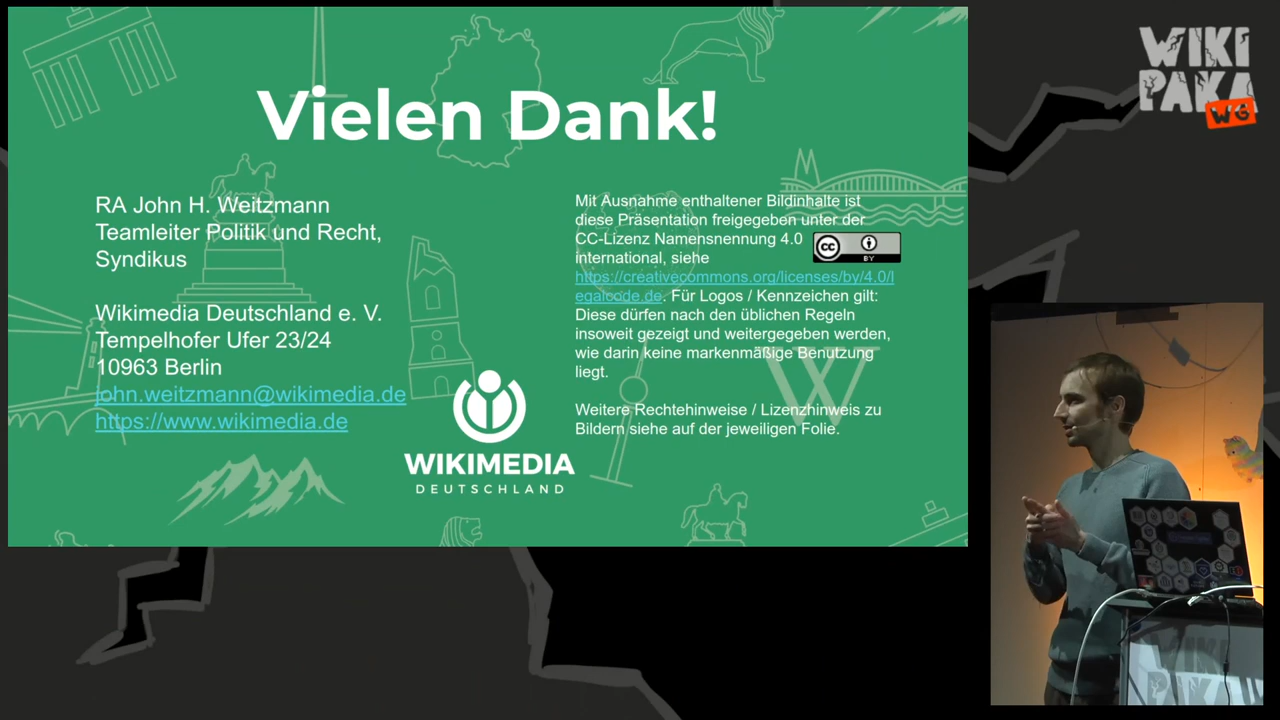 Vielen Dank!
RA John H. Weitzmann
Teamleiter Politik und Recht,
Syndikus
Wikimedia Deutschland e. V.
Tempelhofer Ufer 23/24
10963 Berlin
john.weitzmann@wikimedia.de
https://www.wikimedia.de
WIKIMEDIA
DEUTSCHLAND
Mit Ausnahme enthaltener Bildinhalte ist
diese Präsentation freigegeben unter der
CC-Lizenz Namensnennung 4.0
international, siehe
https://creativecommons.org/licenses/by/4.0/l
egalcode.de. Für Logos / Kennzeichen gilt:
Diese dürfen nach den üblichen Regeln
insoweit gezeigt und weitergegeben werden,
wie darin keine markenmäßige Benutzung
liegt.
Weitere Rechtehinweise / Lizenzhinweis zu
Bildern siehe auf der jeweiligen Folie.
CC
BY
W
WIKI
PAKA
WG
WIKI
PAKA